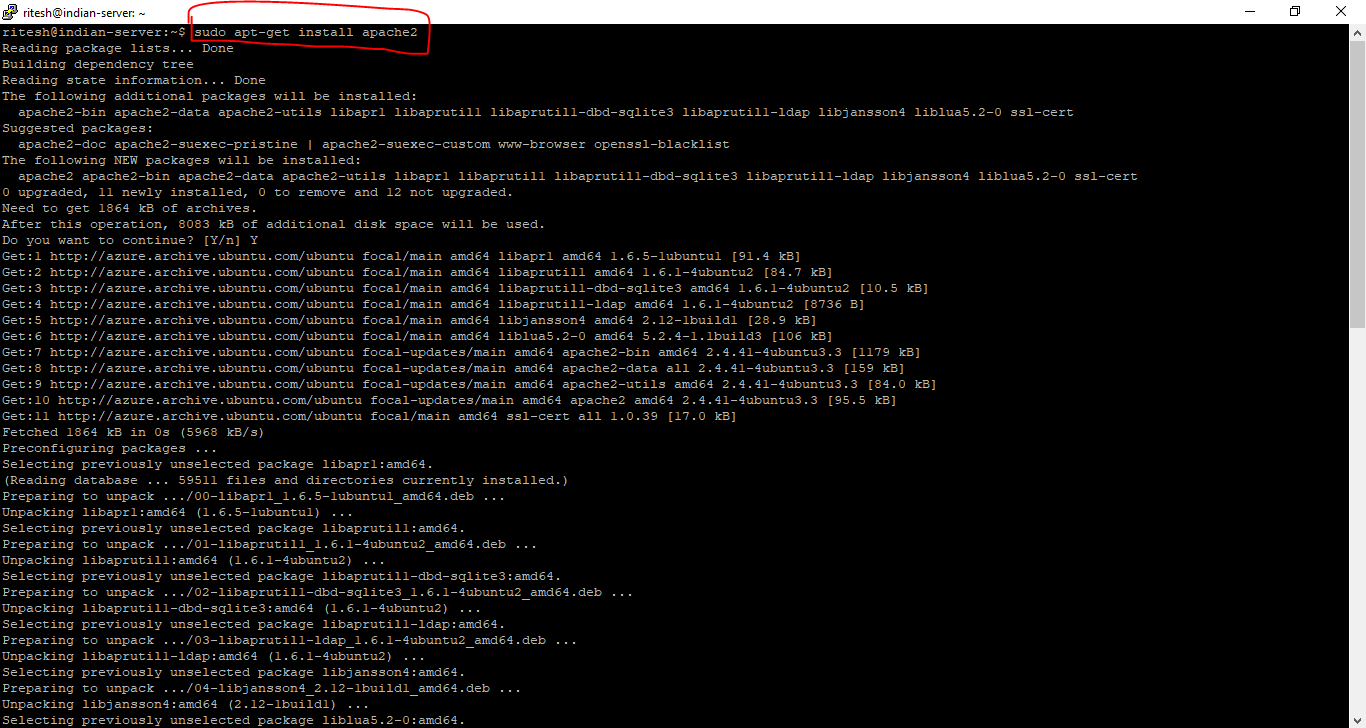 ritesh@indian-server: ~
ritesh@indian-server:~$ sudo apt-get install apache2
Reading package lists... Done
Building dependency tree
Reading state information... Done
The following additional packages will be installed:
  apache2-bin apache2-data apache2-utils libapr1 libaprutil1 libaprutil1-dbd-sqlite3 libaprutil1-ldap libjansson4 liblua5.2-0 ssl-cert
Suggested packages:
  apache2-doc apache2-suexec-pristine | apache2-suexec-custom www-browser openssl-blacklist
The following NEW packages will be installed:
  apache2 apache2-bin apache2-data apache2-utils libapr1 libaprutil1 libaprutil1-dbd-sqlite3 libaprutil1-ldap libjansson4 liblua5.2-0 ssl-cert
0 upgraded, 11 newly installed, 0 to remove and 12 not upgraded.
Need to get 1864 kB of archives.
After this operation, 8083 kB of additional disk space will be used.
Do you want to continue? [Y/n] Y
Get:1 http://azure.archive.ubuntu.com/ubuntu focal/main amd64 libapr1 amd64 1.6.5-1ubuntu1 [91.4 kB]
Get:2 http://azure.archive.ubuntu.com/ubuntu focal/main amd64 libaprutil1 amd64 1.6.1-4ubuntu2 [84.7 kB]
Get:3 http://azure.archive.ubuntu.com/ubuntu focal/main amd64 libaprutil1-dbd-sqlite3 amd64 1.6.1-4ubuntu2 [10.5 kB]
Get:4 http://azure.archive.ubuntu.com/ubuntu focal/main amd64 libaprutil1-ldap amd64 1.6.1-4ubuntu2 [8736 B]
Get:5 http://azure.archive.ubuntu.com/ubuntu focal/main amd64 libjansson4 amd64 2.12-1build1 [28.9 kB]
Get:6 http://azure.archive.ubuntu.com/ubuntu focal/main amd64 liblua5.2-0 amd64 5.2.4-1.1build3 [106 kB]
Get:7 http://azure.archive.ubuntu.com/ubuntu focal-updates/main amd64 apache2-bin amd64 2.4.41-4ubuntu3.3 [1179 kB]
Get:8 http://azure.archive.ubuntu.com/ubuntu focal-updates/main amd64 apache2-data all 2.4.41-4ubuntu3.3 [159 kB]
Get:9 http://azure.archive.ubuntu.com/ubuntu focal-updates/main amd64 apache2-utils amd64 2.4.41-4ubuntu3.3 [84.0 kB]
Get:10 http://azure.archive.ubuntu.com/ubuntu focal-updates/main amd64 apache2 amd64 2.4.41-4ubuntu3.3 [95.5 kB]
Get:11 http://azure.archive.ubuntu.com/ubuntu focal/main amd64 ssl-cert all 1.0.39 [17.0 kB]
Fetched 1864 kB in 0s (5968 kB/s)
Preconfiguring packages ...
Selecting previously unselected package libapr1:amd64.
(Reading database ... 59511 files and directories currently installed.)
Preparing to unpack .../00-libapr1_1.6.5-1ubuntu1_amd64.deb ...
Unpacking libapr1:amd64 (1.6.5-1ubuntu1) ...
Selecting previously unselected package libaprutil1:amd64.
Preparing to unpack .../01-libaprutil1_1.6.1-4ubuntu2_amd64.deb ...
Unpacking libaprutil1:amd64 (1.6.1-4ubuntu2) ...
Selecting previously unselected package libaprutil1-dbd-sqlite3:amd64.
Preparing to unpack .../02-libaprutil1-dbd-sqlite3_1.6.1-4ubuntu2_amd64.deb ...
Unpacking libaprutil1-dbd-sqlite3:amd64 (1.6.1-4ubuntu2) ...
Selecting previously unselected package libaprutil1-ldap:amd64.
Preparing to unpack .../03-libaprutil1-ldap_1.6.1-4ubuntu2_amd64.deb ...
Unpacking libaprutil1-ldap:amd64 (1.6.1-4ubuntu2) ...
Selecting previously unselected package libjansson4:amd64.
Preparing to unpack .../04-libjansson4_2.12-1build1_amd64.deb ...
Unpacking libjansson4:amd64 (2.12-1build1) ...
Selecting previously unselected package liblua5.2-0:amd64.